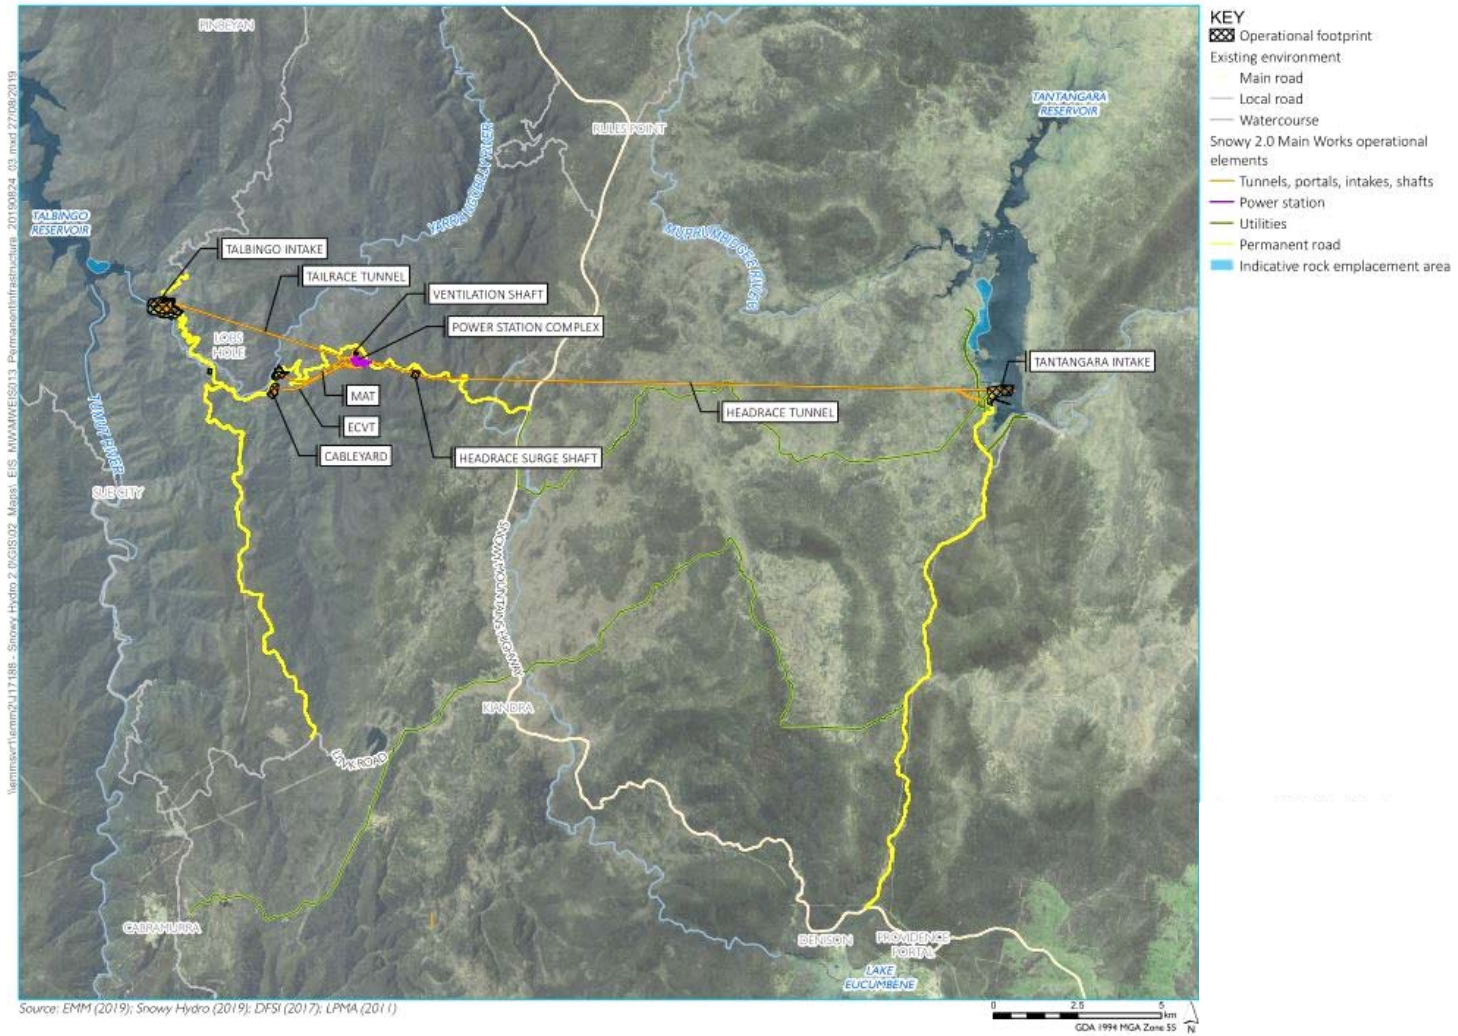 KEY
Operational footprint
Existing environment
Main road
Local road
Watercourse
Snowy 2.0 Main Works operational
elements
Tunnels, portals, intakes, shafts
Power station
Utilities
Permanent road
Indicative rock emplacement area
PINBEYAN
RULES POINT
TANTANGARA
RESERVOIR
YARRANGOBILLY RIVER
TALBINGO
RESERVOIR
MURRUMBIDGEE RIVER
TALBINGO INTAKE
TAILRACE TUNNEL
VENTILATION SHAFT
POWER STATION COMPLEX
LOBS
HOLE
TANTANGARA INTAKE
MAT
HEADRACE TUNNEL
ECVT
CABLEYARD
HEADRACE SURGE SHAFT
TUMUT RIVER
SUE CITY
SNOWY MOUNTAINS HIGHWAY
KIANDRA
LINK ROAD
CABRAMURRA
DENISON
PROVIDENCE
PORTAL
LAKE
EUCUMBENE
Source: EMM (2019); Snowy Hydro (2019); DFSI (2017); LPMA (2011)
0 2.5 5
km
GDA 1994 MGA Zone 55
N